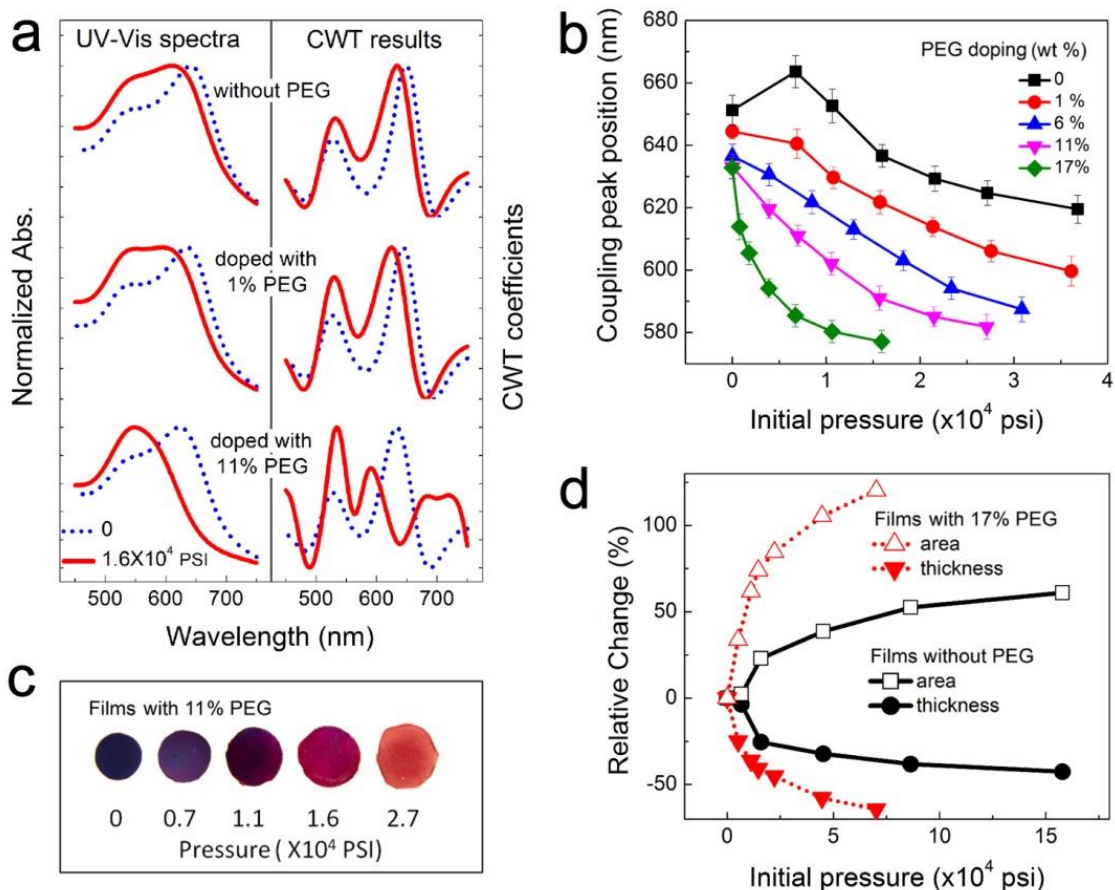 a
UV-Vis spectra
CWT results
without PEG
doped with
1% PEG
doped with
11% PEG
0
1.6X10⁴ PSI
Normalized Abs.
CWT coefficients
500 600 700 500 600 700
Wavelength (nm)
b
PEG doping (wt %)
0
1 %
6 %
11%
17%
Coupling peak position (nm)
680
660
640
620
600
580
0 1 2 3 4
Initial pressure (x10⁴ psi)
c
Films with 11% PEG
0 0.7 1.1 1.6 2.7
Pressure ( X10⁴ PSI)
d
Films with 17% PEG
area
thickness
Films without PEG
area
thickness
Relative Change (%)
100
50
0
-50
0 5 10 15
Initial pressure (x10⁴ psi)